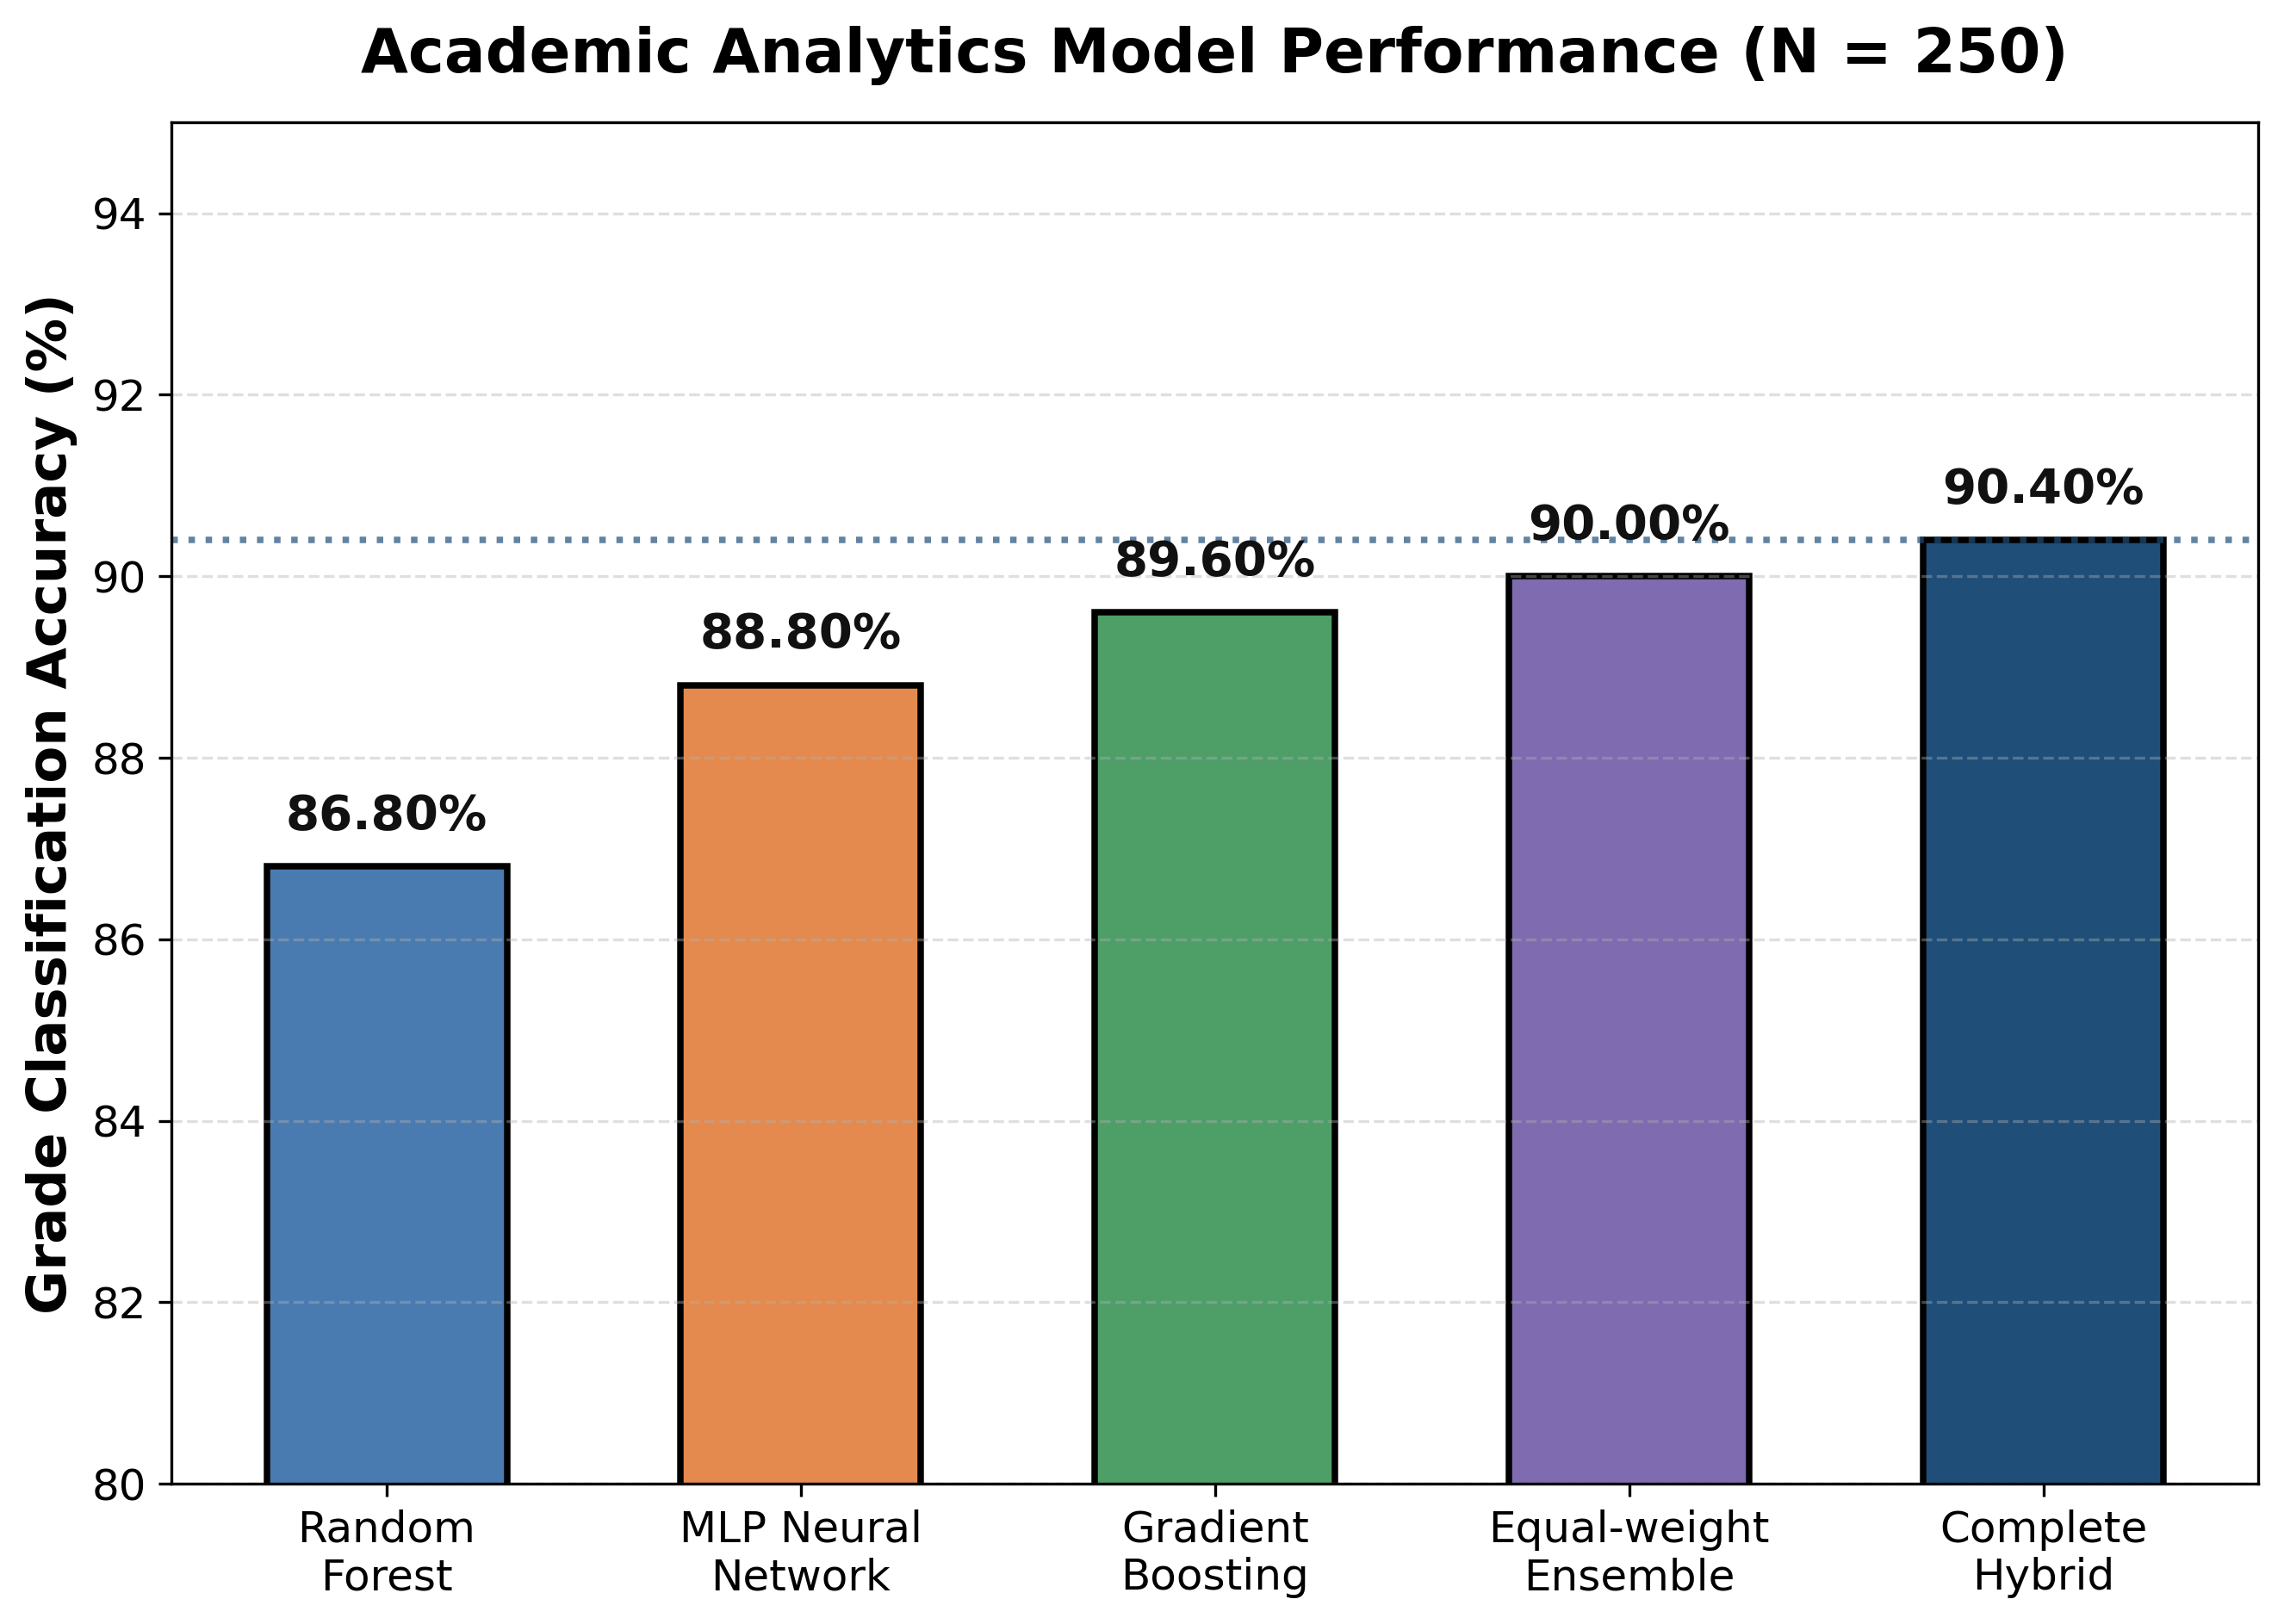 Academic Analytics Model Performance (N = 250)
Grade Classification Accuracy (%)
94
92
90
88
86
84
82
80
86.80%
88.80%
89.60%
90.00%
90.40%
Random
Forest
MLP Neural
Network
Gradient
Boosting
Equal-weight
Ensemble
Complete
Hybrid